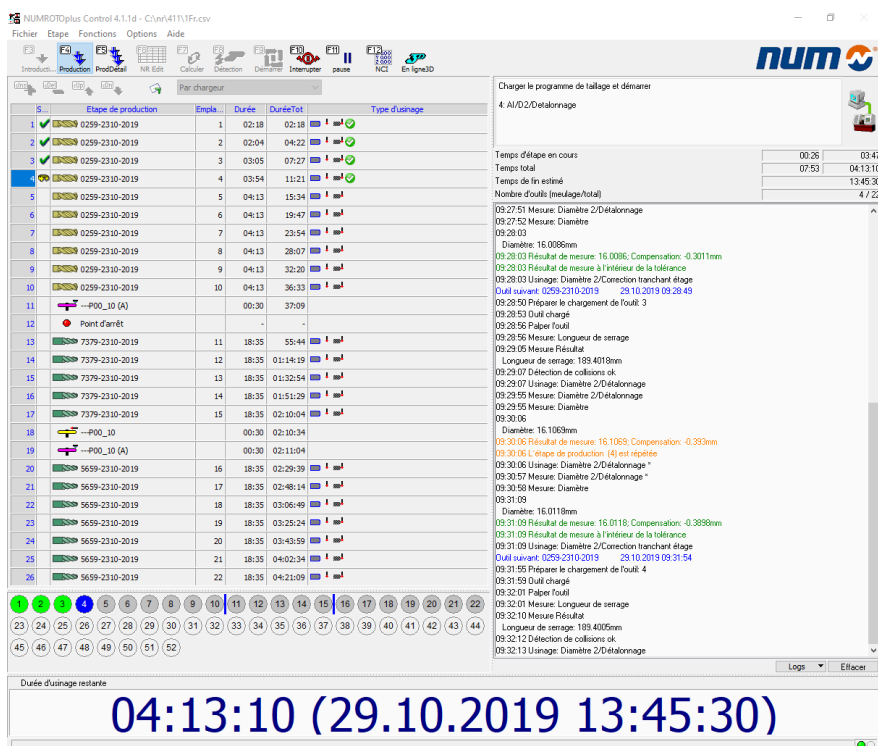 NUMROTOplus Control 4.1.1d - C:\nr\411\1Fr.csv
Fichier Etape Fonctions Options Aide
F3 F4 F5 F6 F7 F8 F9 F10 F11 F12
Introducti... Production ProdDétail NR Edit Calculer Détection Démarrer Interrompter pause NCI En ligne3D
num
Par chargeur
Charger le programme de taillage et démarrer
4: Al/D2/Detalonnage
S... Etape de production Empla... Durée DuréeTot Type d'usinage
1 0259-2310-2019 1 02:18 02:18
2 0259-2310-2019 2 02:04 04:22
3 0259-2310-2019 3 03:05 07:27
4 0259-2310-2019 4 03:54 11:21
5 0259-2310-2019 5 04:13 15:34
6 0259-2310-2019 6 04:13 19:47
7 0259-2310-2019 7 04:13 23:54
8 0259-2310-2019 8 04:13 28:07
9 0259-2310-2019 9 04:13 32:20
10 0259-2310-2019 10 04:13 36:33
11 ---P00_10 (A) 00:30 37:09
12 Point d'arrêt - -
13 7379-2310-2019 11 18:35 55:44
14 7379-2310-2019 12 18:35 01:14:19
15 7379-2310-2019 13 18:35 01:32:54
16 7379-2310-2019 14 18:35 01:51:29
17 7379-2310-2019 15 18:35 02:10:04
18 ---P00_10 00:30 02:10:34
19 ---P00_10 (A) 00:30 02:11:04
20 5659-2310-2019 16 18:35 02:29:39
21 5659-2310-2019 17 18:35 02:48:14
22 5659-2310-2019 18 18:35 03:06:49
23 5659-2310-2019 19 18:35 03:25:24
24 5659-2310-2019 20 18:35 03:43:59
25 5659-2310-2019 21 18:35 04:02:34
26 5659-2310-2019 22 18:35 04:21:09
Temps d'étape en cours 00:26 03:47
Temps total 07:53 04:13:10
Temps de fin estimé 13:45:30
Nombre d'outils (meulage/total) 4 / 22
09:27:51 Mesure: Diamètre 2/Détalonnage
09:27:52 Mesure: Diamètre
09:28:03
Diamètre: 16.0086mm
09:28:03 Résultat de mesure: 16.0086; Compensation: -0.3011mm
09:28:03 Résultat de mesure à l'intérieur de la tolérance
09:28:03 Usinage: Diamètre 2/Correction tranchant étage
Outil suivant: 0259-2310-2019 29.10.2019 09:28:49
09:28:50 Préparer le chargement de l'outil: 3
09:28:53 Outil chargé
09:28:56 Palper l'outil
09:28:56 Mesure: Longueur de serrage
09:29:05 Mesure Résultat
Longueur de serrage: 189.4018mm
09:29:07 Détection de collisions ok
09:29:07 Usinage: Diamètre 2/Détalonnage
09:29:55 Mesure: Diamètre 2/Détalonnage
09:29:55 Mesure: Diamètre
09:30:06
Diamètre: 16.1069mm
09:30:06 Résultat de mesure: 16.1069; Compensation: -0.393mm
09:30:06 L'étape de production (4) est répétée
09:30:06 Usinage: Diamètre 2/Détalonnage *
09:30:57 Mesure: Diamètre 2/Détalonnage *
09:30:58 Mesure: Diamètre
09:31:09
Diamètre: 16.0118mm
09:31:09 Résultat de mesure: 16.0118; Compensation: -0.3898mm
09:31:09 Résultat de mesure à l'intérieur de la tolérance
09:31:09 Usinage: Diamètre 2/Correction tranchant étage
Outil suivant: 0259-2310-2019 29.10.2019 09:31:54
09:31:55 Préparer le chargement de l'outil: 4
09:31:59 Outil chargé
09:32:01 Palper l'outil
09:32:01 Mesure: Longueur de serrage
09:32:10 Mesure Résultat
Longueur de serrage: 189.4005mm
09:32:12 Détection de collisions ok
09:32:13 Usinage: Diamètre 2/Détalonnage
1 2 3 4 5 6 7 8 9 10 11 12 13 14 15 16 17 18 19 20 21 22
23 24 25 26 27 28 29 30 31 32 33 34 35 36 37 38 39 40 41 42 43 44
45 46 47 48 49 50 51 52
Logs Effacer
Durée d'usinage restante
04:13:10 (29.10.2019 13:45:30)